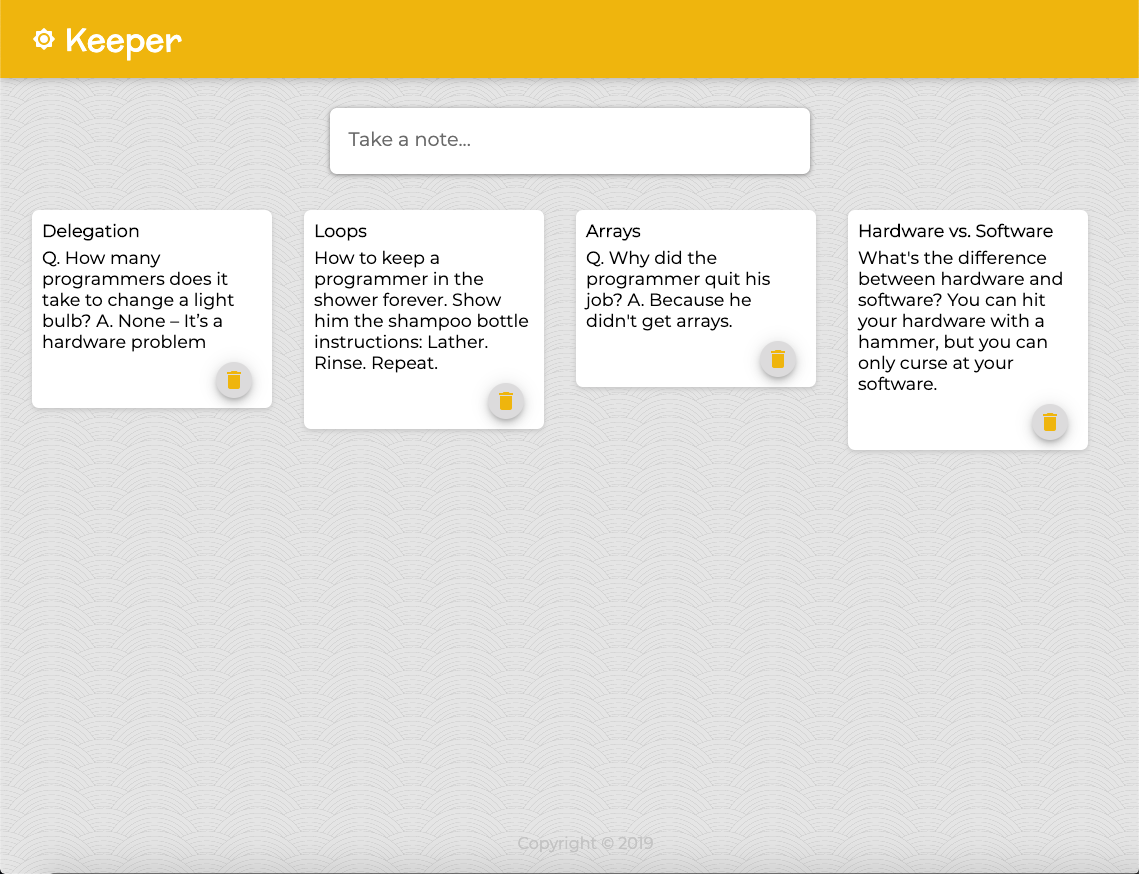 Keeper
Take a note...
Delegation
Q. How many
programmers does it
take to change a light
bulb? A. None – It’s a
hardware problem
Loops
How to keep a
programmer in the
shower forever. Show
him the shampoo bottle
instructions: Lather.
Rinse. Repeat.
Arrays
Q. Why did the
programmer quit his
job? A. Because he
didn't get arrays.
Hardware vs. Software
What's the difference
between hardware and
software? You can hit
your hardware with a
hammer, but you can
only curse at your
software.
Copyright © 2019